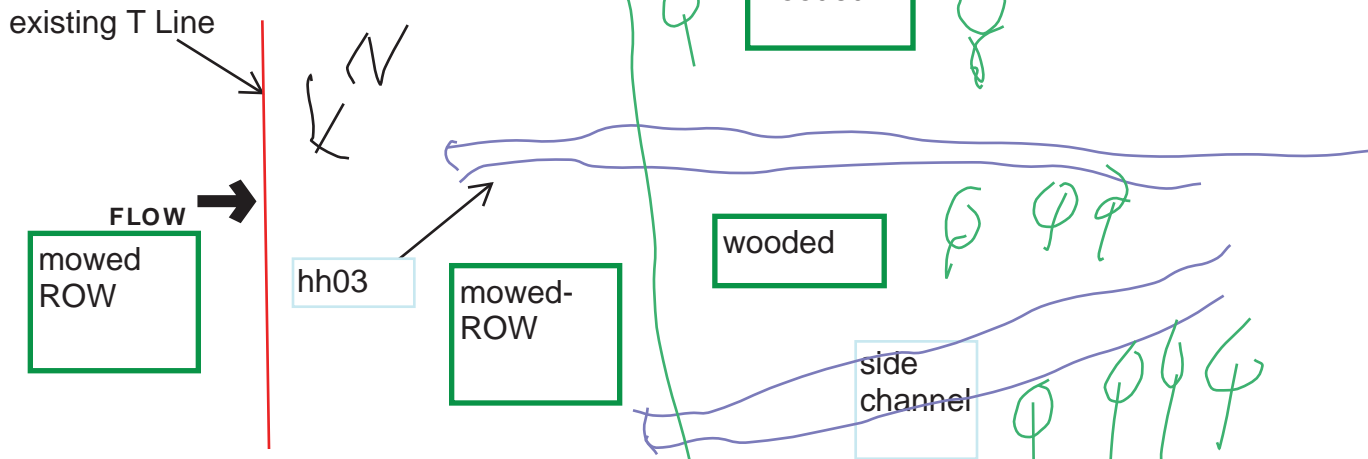 existing T Line
N
FLOW
mowed
ROW
hh03
mowed-
ROW
wooded
side
channel